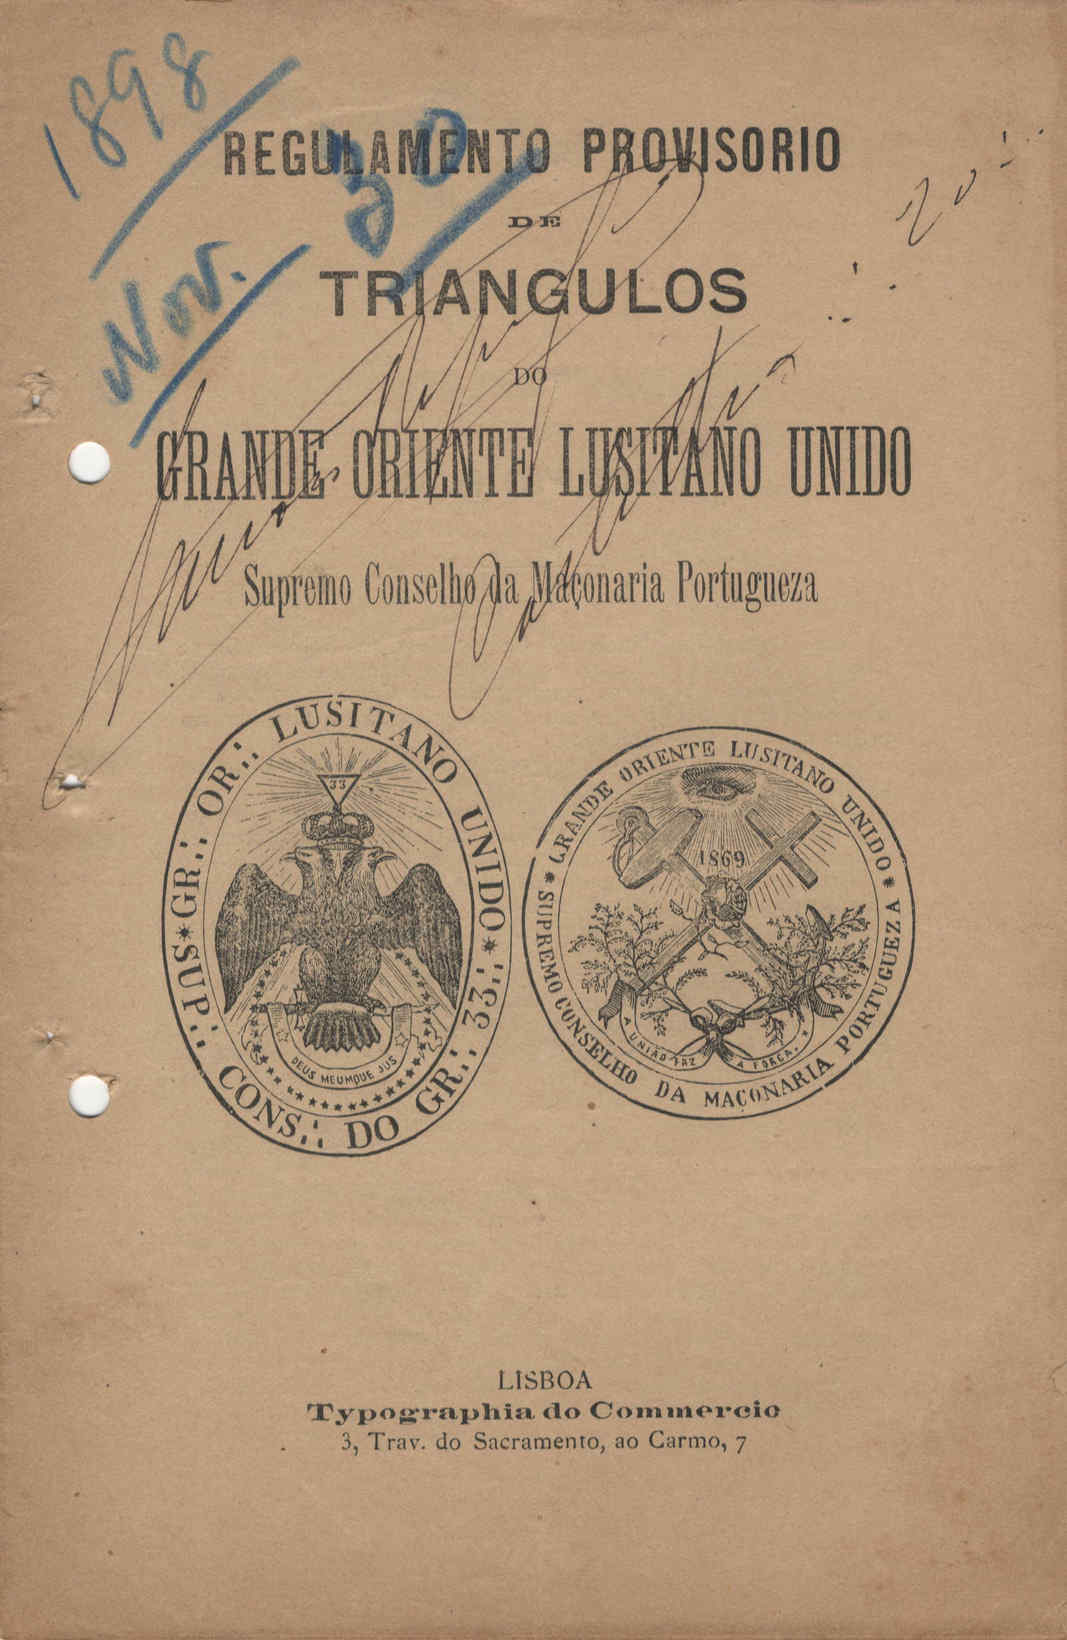 1898
Nov. 30
REGULAMENTO PROVISORIO
DE
TRIANGULOS
DO
GRANDE ORIENTE LUSITANO UNIDO
Supremo Conselho da Maçonaria Portugueza
SUP∴ CONS∴ DO GR∴ 33∴ * GR∴ OR∴ LUSITANO UNIDO *
33
DEUS MEUMQUE JUS
* GRANDE ORIENTE LUSITANO UNIDO *
SUPREMO CONSELHO DA MAÇONARIA PORTUGUEZA
1869
A UNIÃO FAZ A FORÇA.
LISBOA
Typographia do Commercio
3, Trav. do Sacramento, ao Carmo, 7